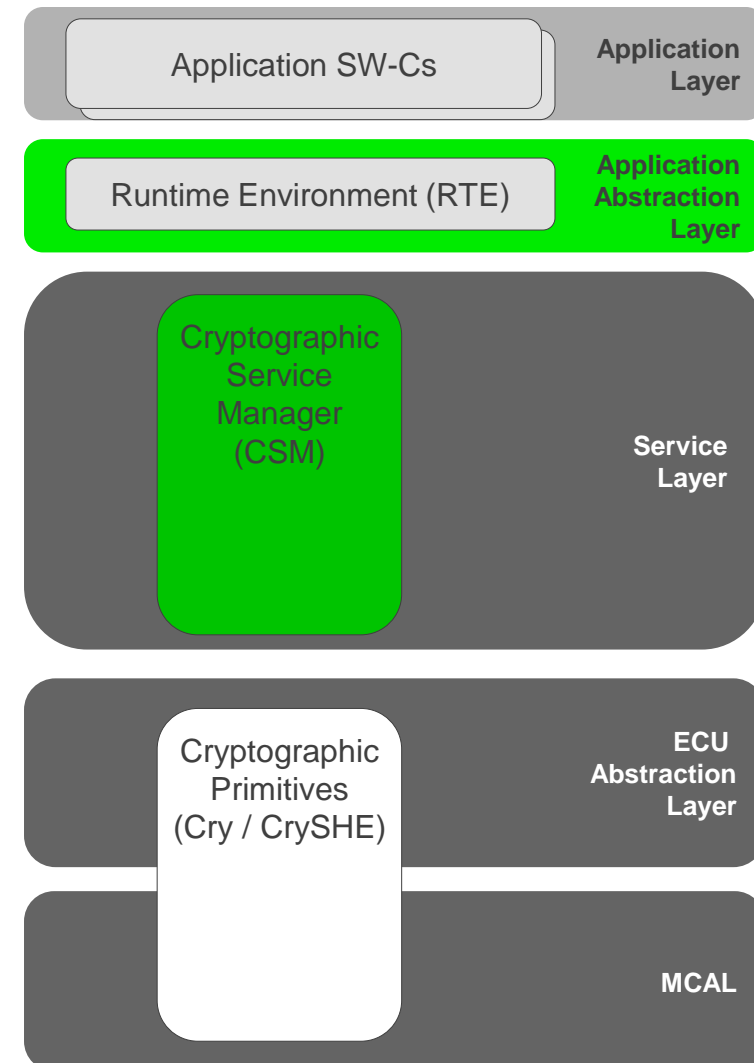 Application SW-Cs
Application
Layer
Runtime Environment (RTE)
Application
Abstraction
Layer
Cryptographic
Service
Manager
(CSM)
Service
Layer
Cryptographic
Primitives
(Cry / CrySHE)
ECU
Abstraction
Layer
MCAL